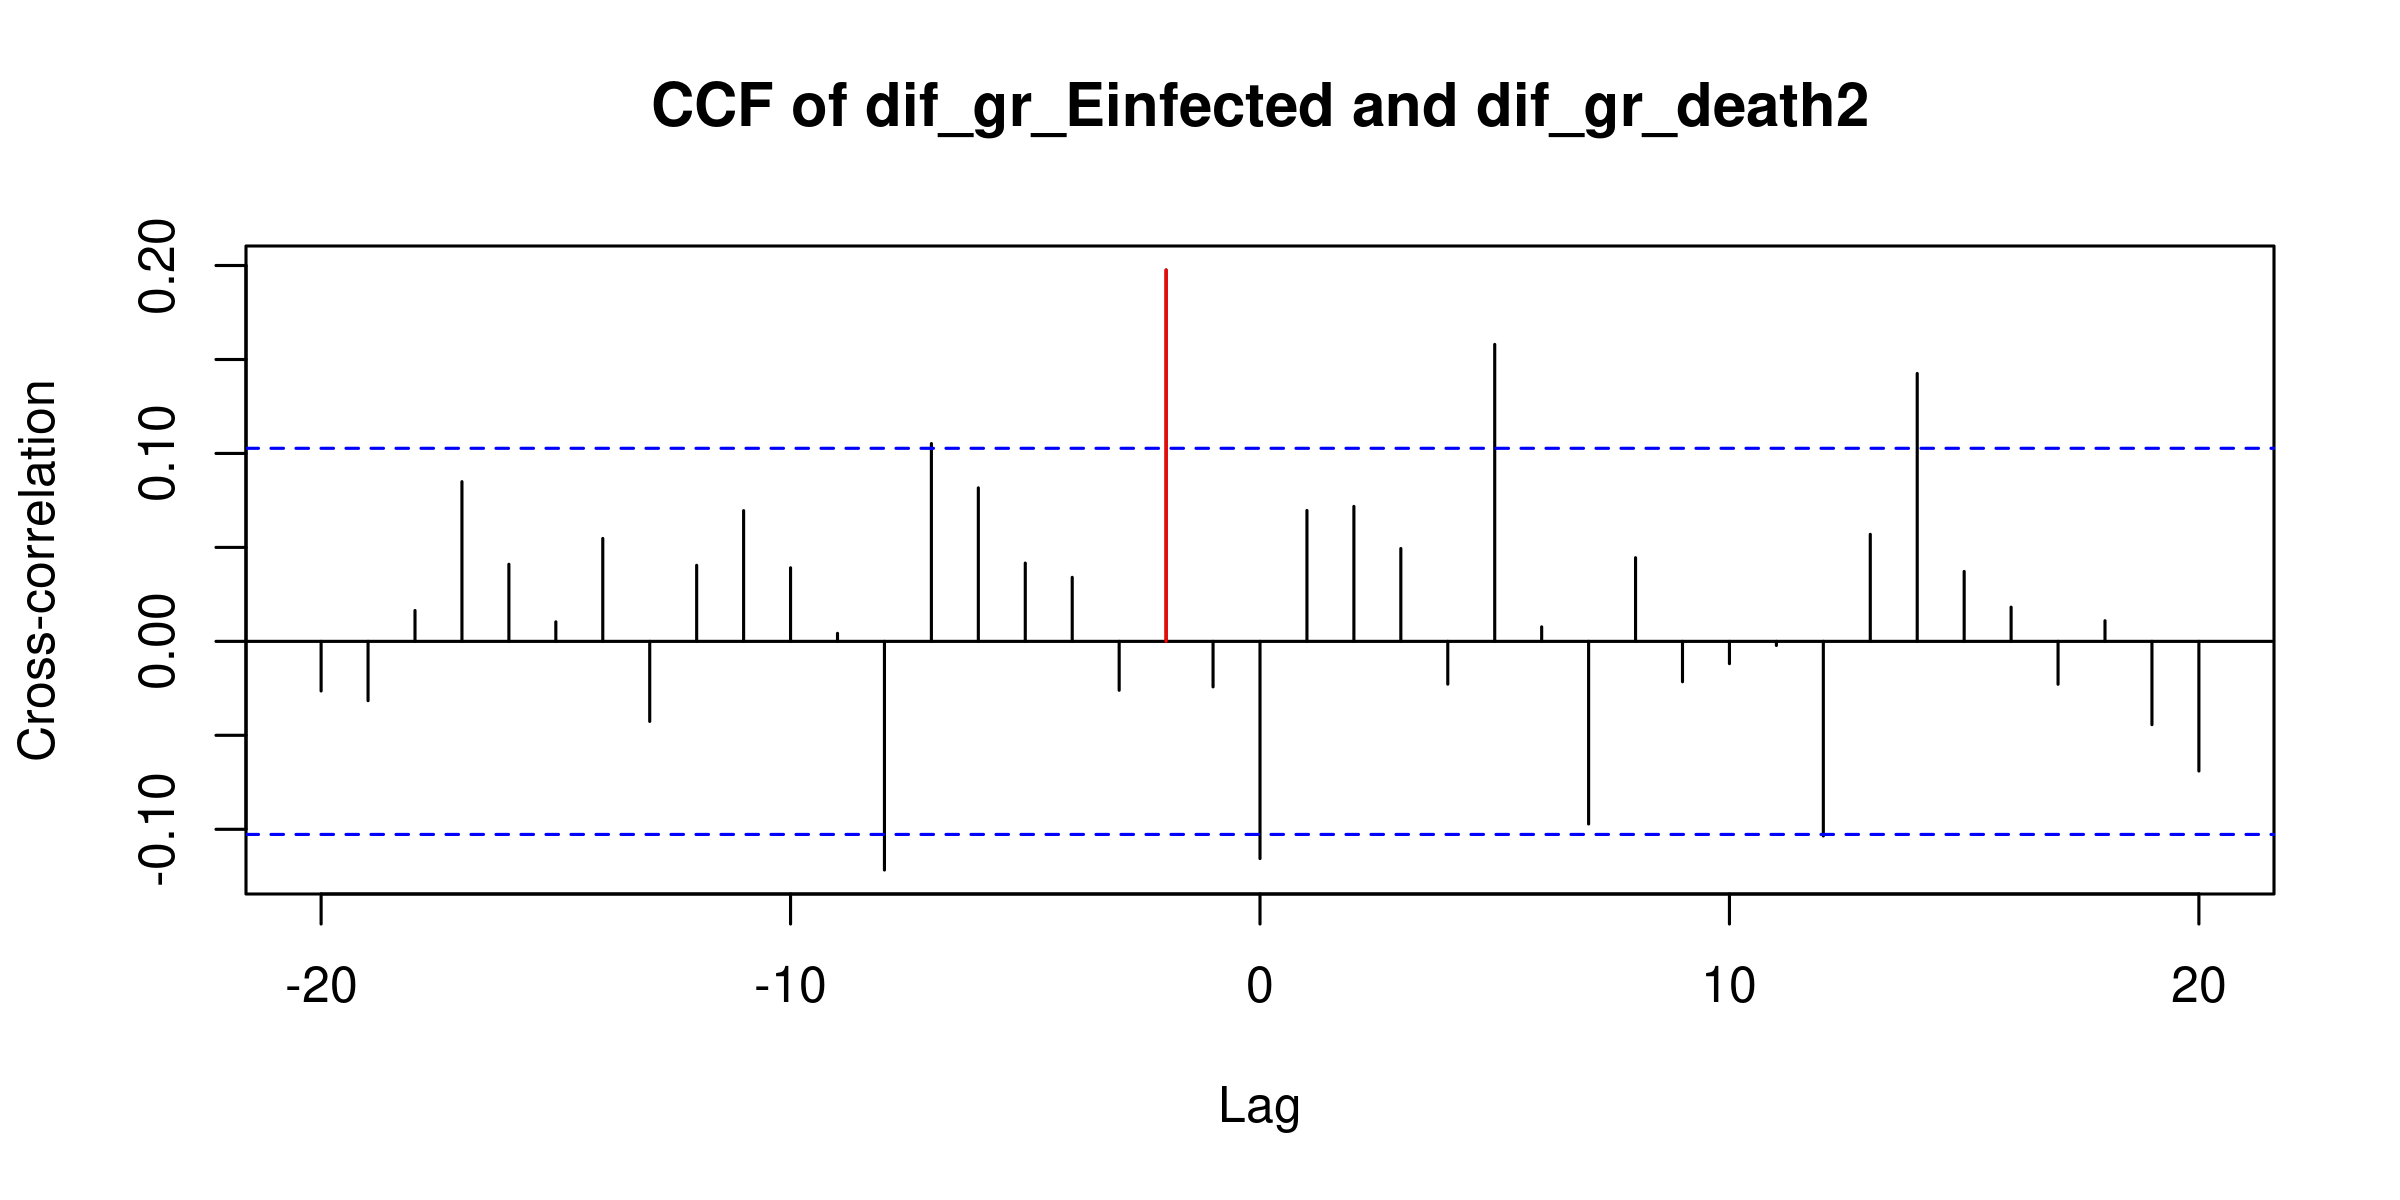 CCF of dif_gr_Einfected and dif_gr_death2
Cross-correlation
0.20
0.10
0.00
-0.10
-20 -10 0 10 20
Lag